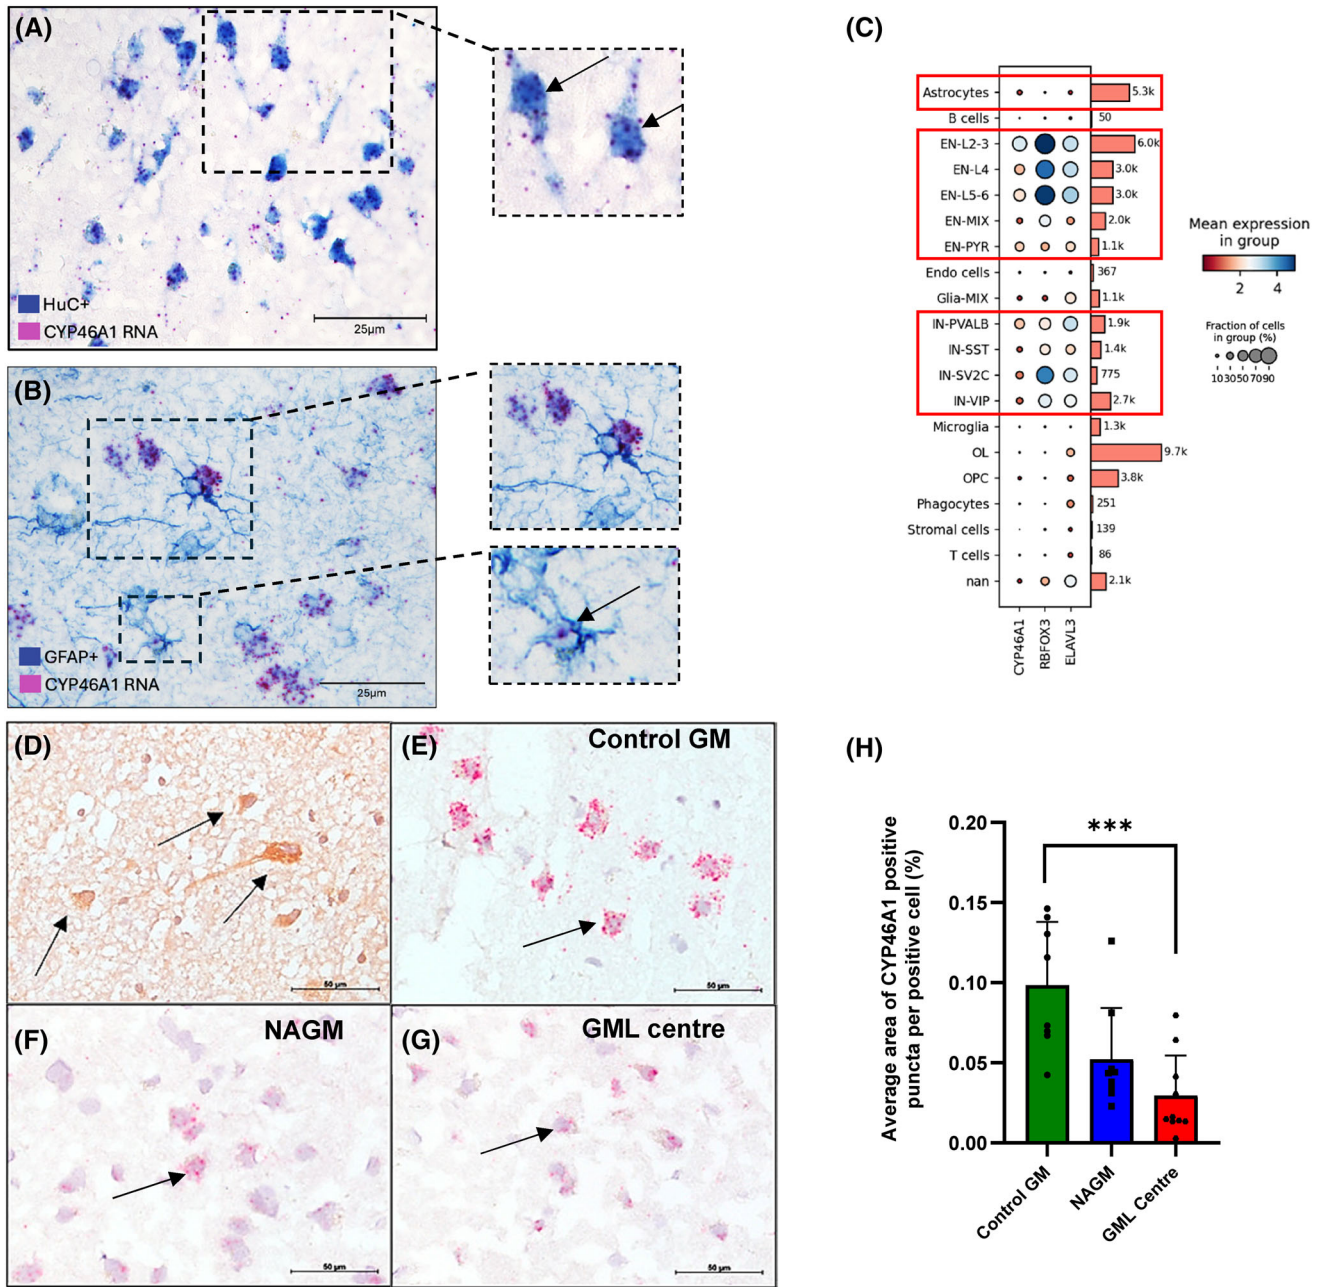 (A)
HuC+
CYP46A1 RNA
25µm
(B)
GFAP+
CYP46A1 RNA
25µm
(C)
Astrocytes 5.3k
B cells 50
EN-L2-3 6.0k
EN-L4 3.0k
EN-L5-6 3.0k
EN-MIX 2.0k
EN-PYR 1.1k
Endo cells 367
Glia-MIX 1.1k
IN-PVALB 1.9k
IN-SST 1.4k
IN-SV2C 775
IN-VIP 2.7k
Microglia 1.3k
OL 9.7k
OPC 3.8k
Phagocytes 251
Stromal cells 139
T cells 86
nan 2.1k
CYP46A1
RBFOX3
ELAVL3
Mean expression
in group
2 4
Fraction of cells
in group (%)
10 30 50 70 90
(D)
50 µm
(E)
Control GM
50 µm
(F)
NAGM
50 µm
(G)
GML centre
50 µm
(H)
Average area of CYP46A1 positive
puncta per positive cell (%)
0.20
0.15
0.10
0.05
0.00
***
Control GM
NAGM
GML Centre